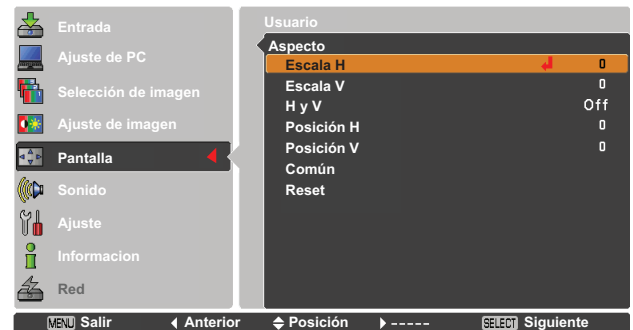 Entrada
Ajuste de PC
Selección de imagen
Ajuste de imagen
Pantalla
Sonido
Ajuste
Informacion
Red
Usuario
Aspecto
Escala H 0
Escala V 0
H y V Off
Posición H 0
Posición V 0
Común
Reset
MENU Salir Anterior Posición ----- SELECT Siguiente